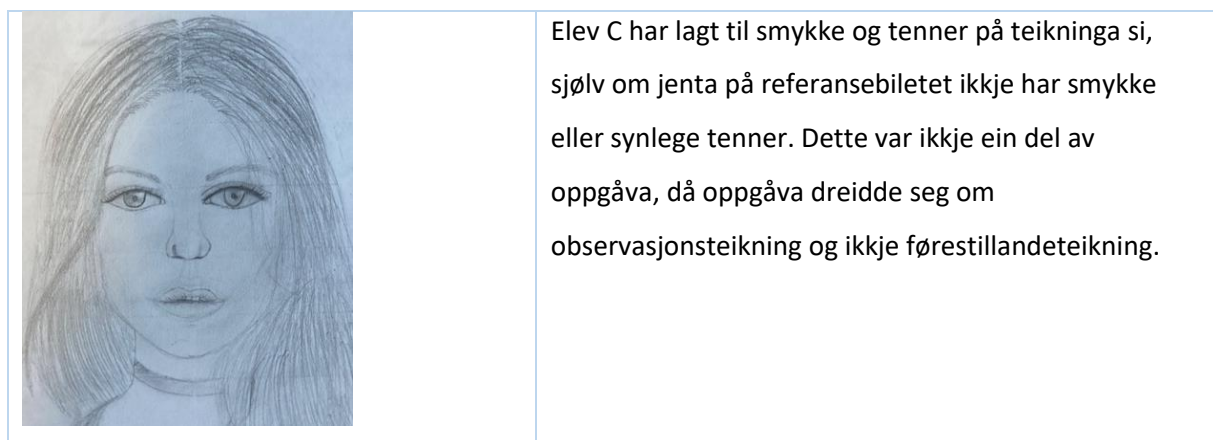 Elev C har lagt til smykke og tenner på teikninga si,
sjølv om jenta på referansebiletet ikkje har smykke
eller synlege tenner. Dette var ikkje ein del av
oppgåva, då oppgåva dreidde seg om
observasjonsteikning og ikkje førestillandeteikning.